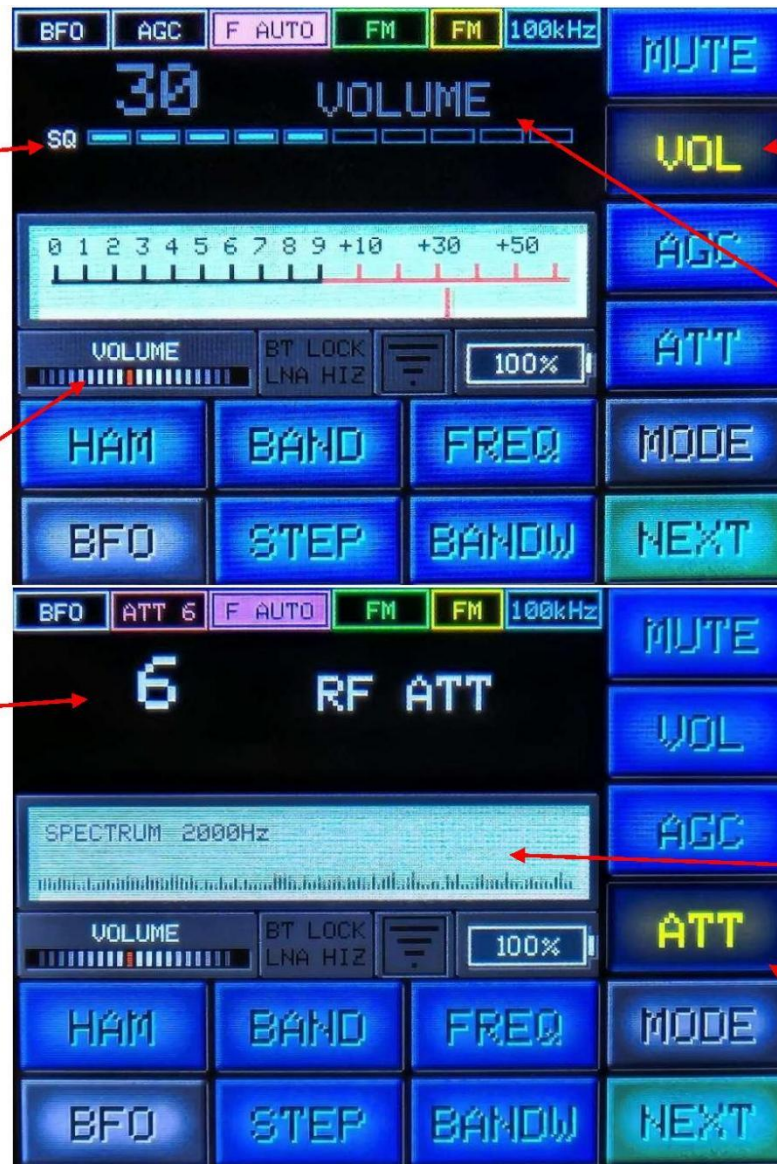 BFO AGC F AUTO FM FM 100kHz
MUTE
30 VOLUME
SQ
VOL
0 1 2 3 4 5 6 7 8 9 +10 +30 +50
AGC
VOLUME BT LOCK
LNA HIZ
100%
ATT
HAM BAND FREQ MODE
BFO STEP BANDW NEXT
BFO ATT 6 F AUTO FM FM 100kHz
MUTE
6 RF ATT
VOL
SPECTRUM 2000Hz
AGC
VOLUME BT LOCK
LNA HIZ
100%
ATT
HAM BAND FREQ MODE
BFO STEP BANDW NEXT